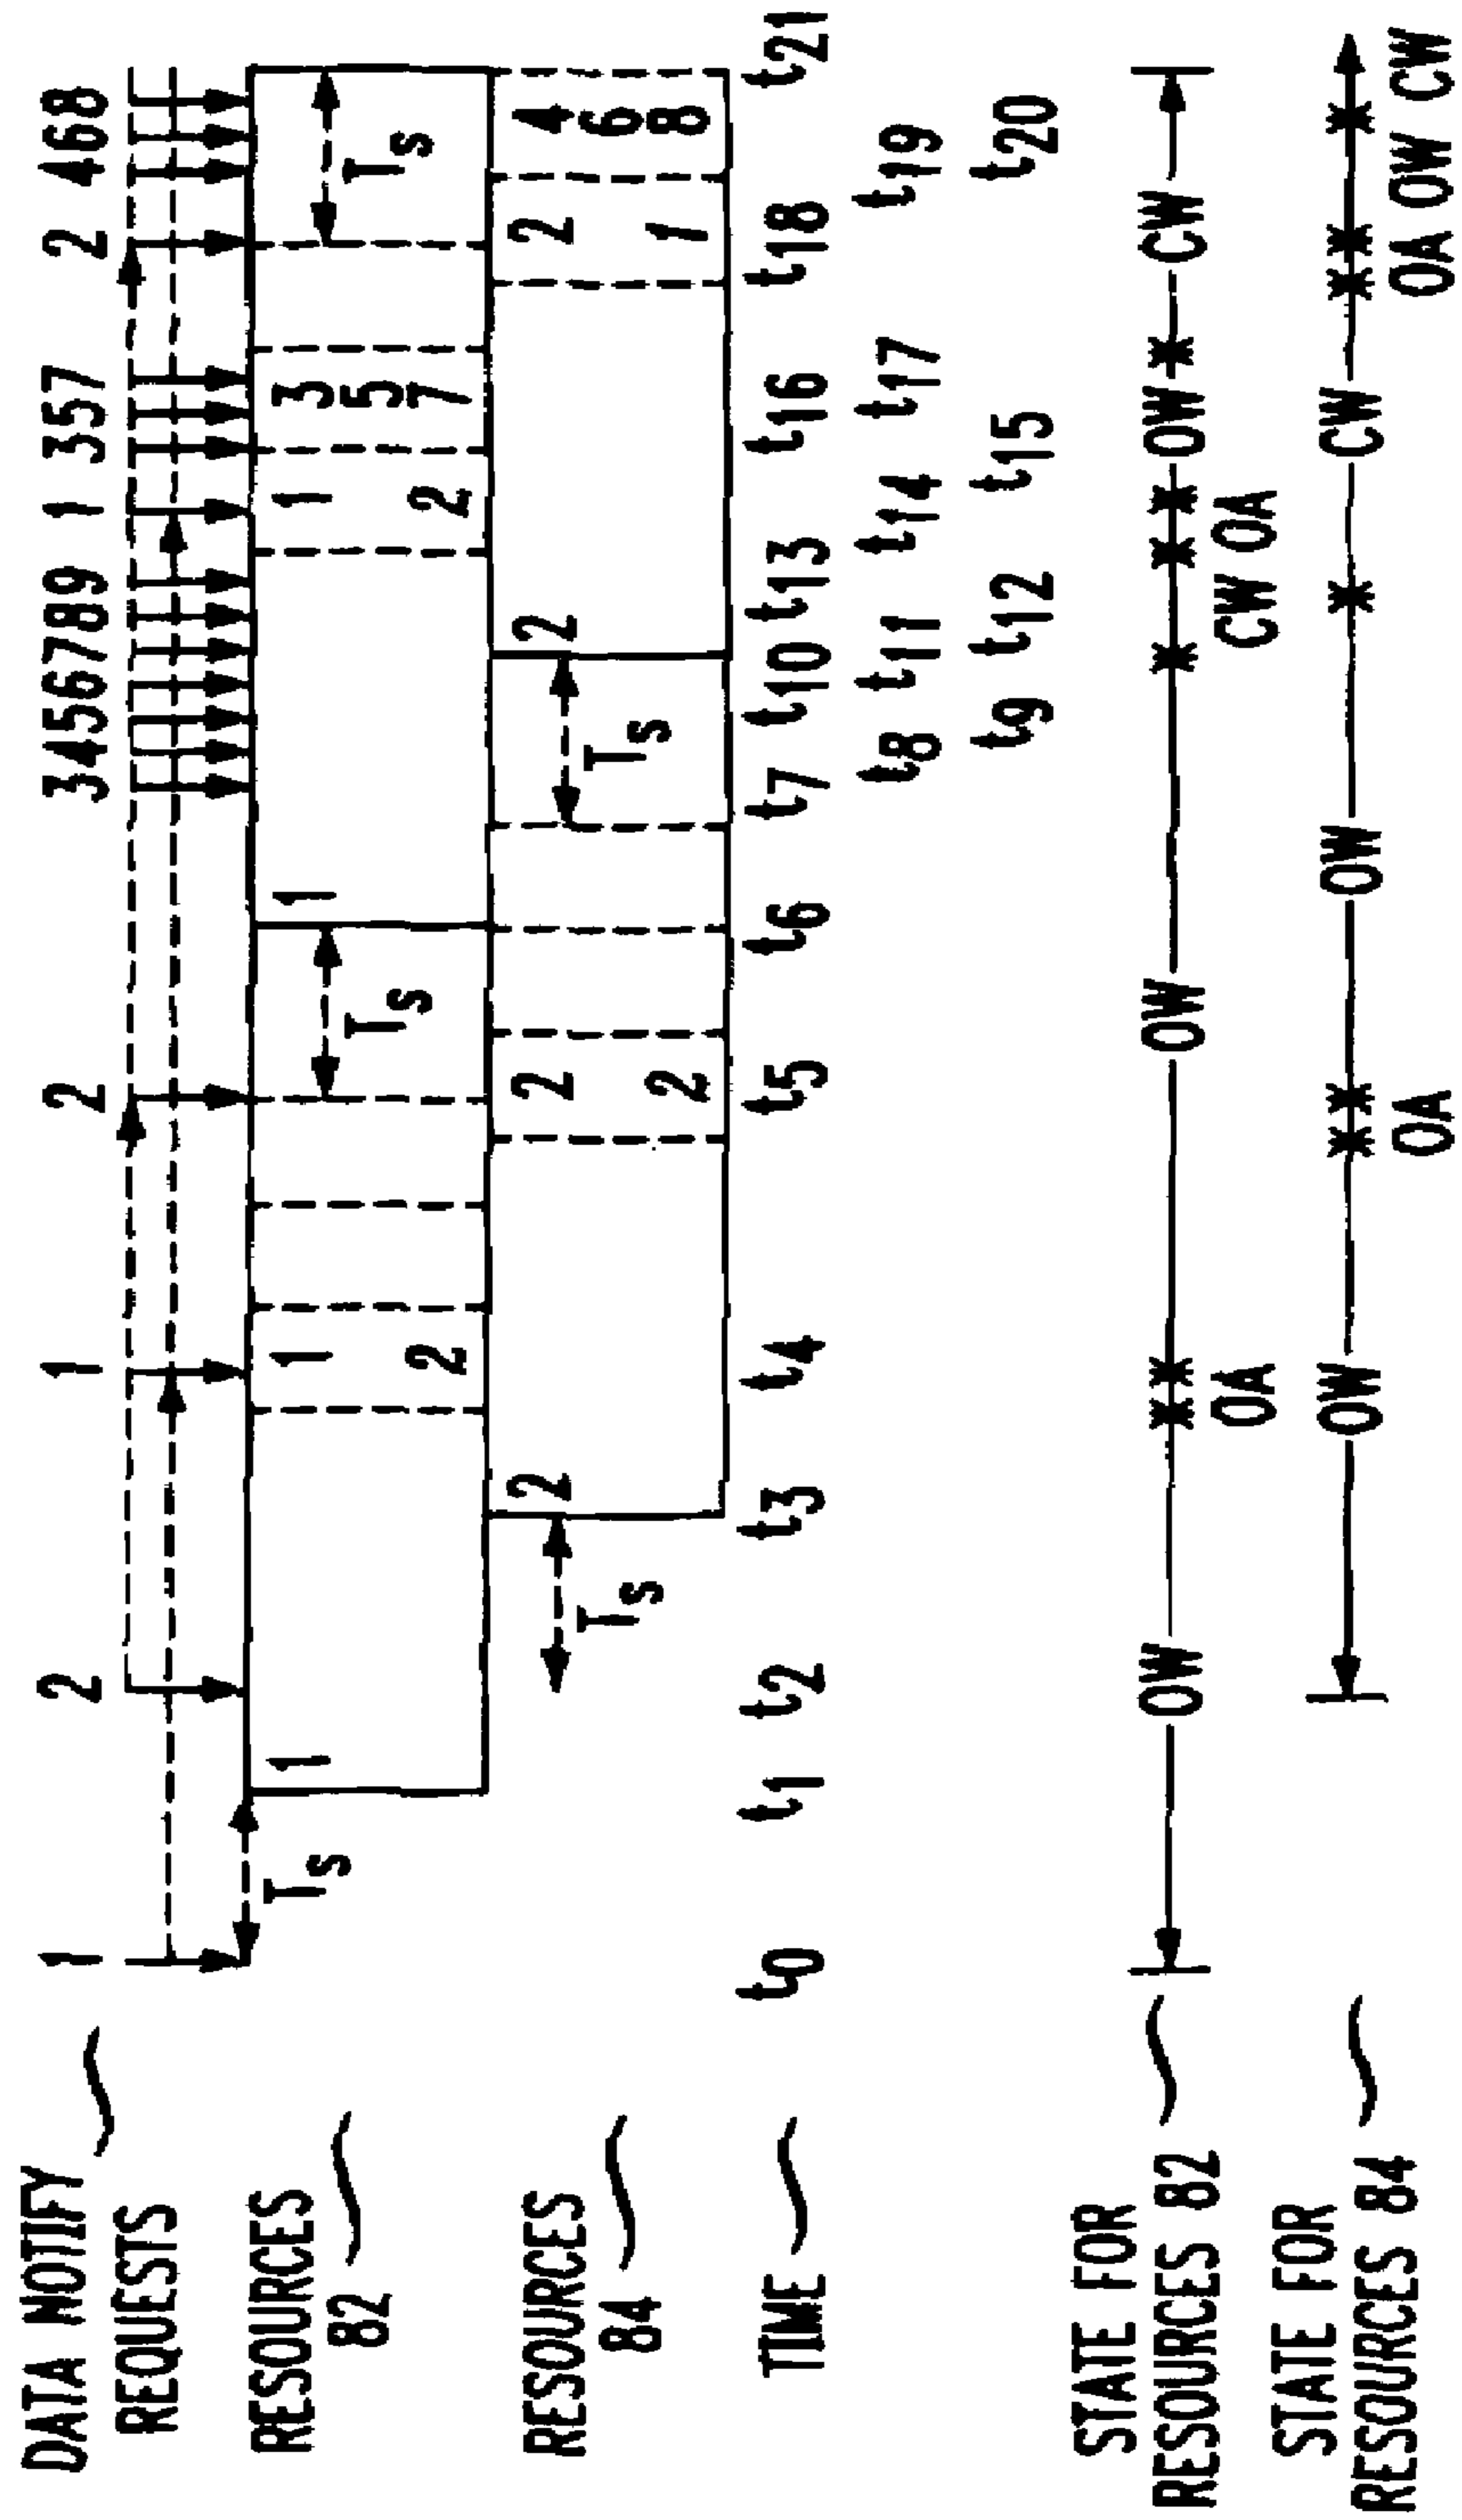 DATA NOTIFY 1 2 1 2 3456789 1 357 2 468
REQUESTS
RESOURCES 1 1 1 1 3
82 Ts 2 Ts 2 5 7 Ts
RESOURCES 2 2 2 2 4
84 Ts 2 Ts 1 6 8
TIME t0 t1 t2 t3 t4 t5 t6 t7 t10 t13 t16 t18 t21
t8 t11 t14 t17 t19
t9 t12 t15 t20
STATE FOR
RESOURCES 82 OW ** OW * * * OW * CW
OA CW OA
STATE FOR
RESOURCES 84 OW ** OW * CW ** *
OA OA OW CW